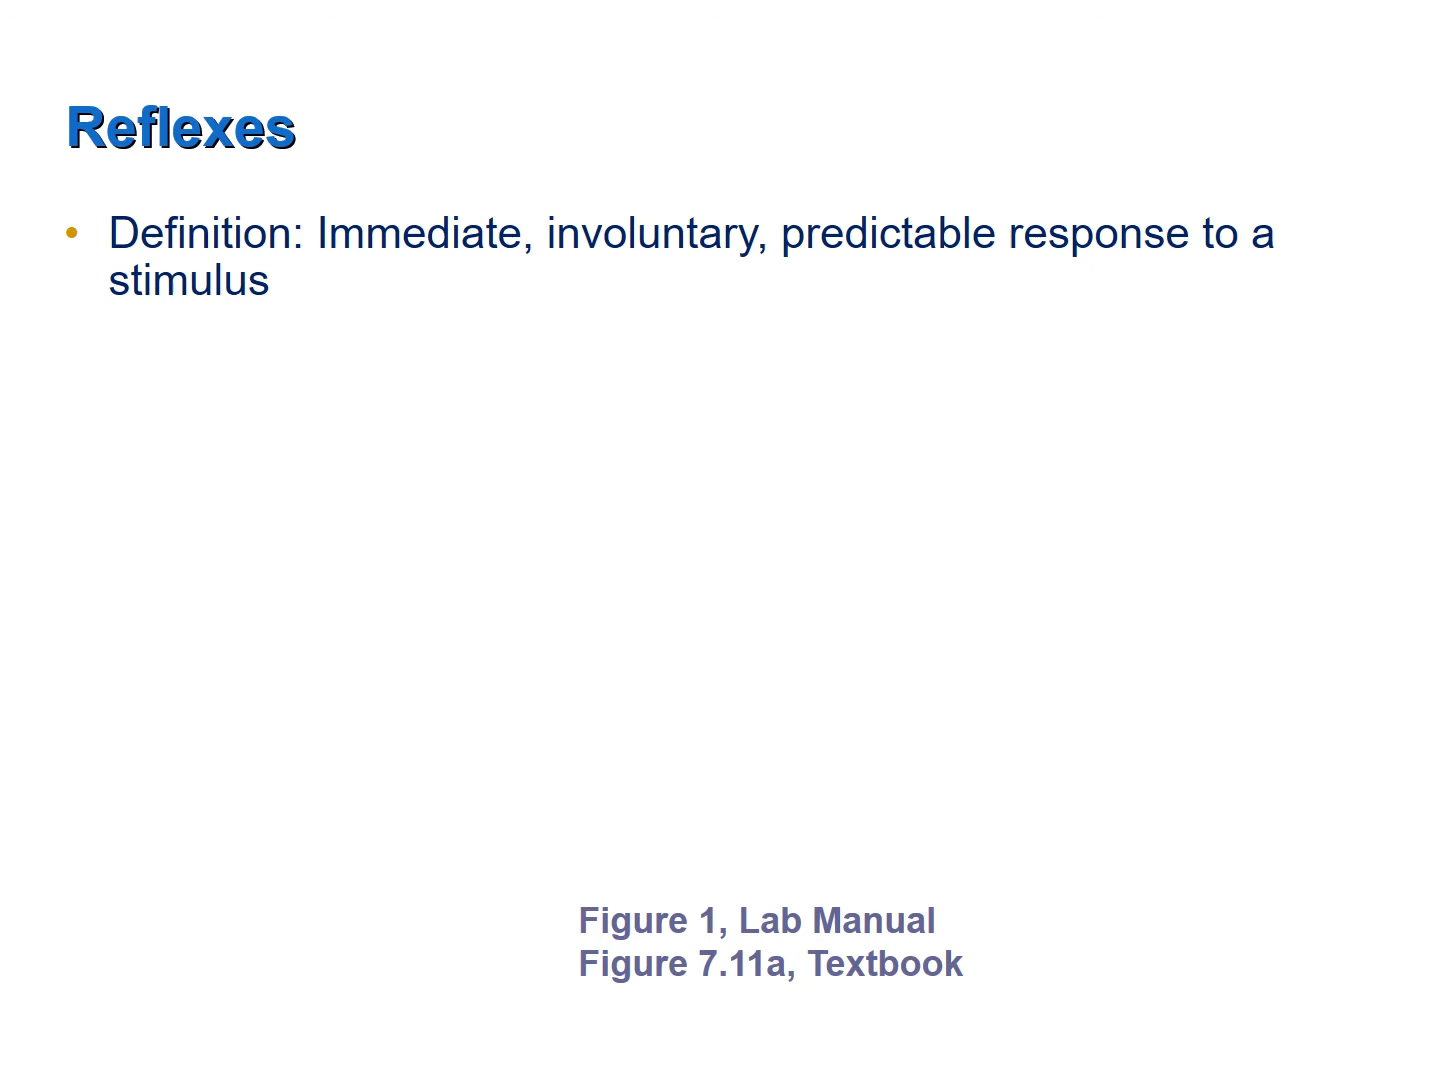 Reflexes
• Definition: Immediate, involuntary, predictable response to a
stimulus
Figure 1, Lab Manual
Figure 7.11a, Textbook